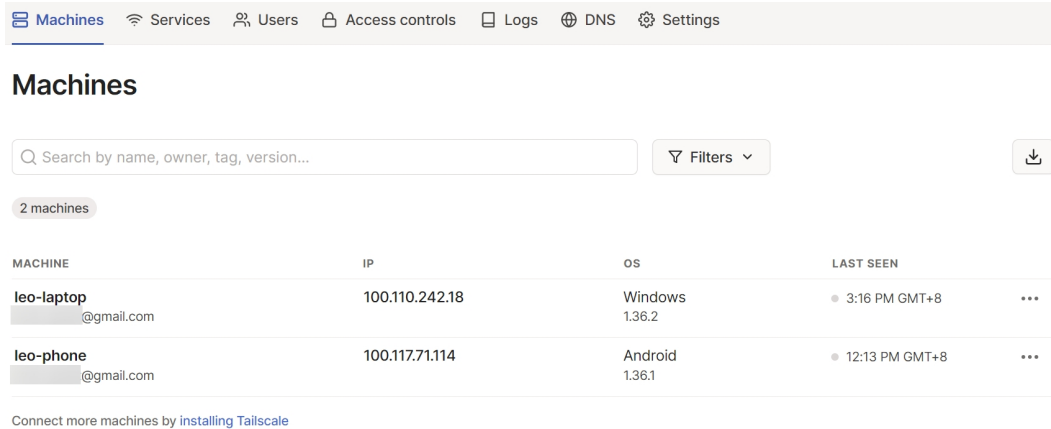 Machines Services Users Access controls Logs DNS Settings
Machines
Search by name, owner, tag, version...
Filters
2 machines
MACHINE IP OS LAST SEEN
leo-laptop 100.110.242.18 Windows 3:16 PM GMT+8
@gmail.com 1.36.2
leo-phone 100.117.71.114 Android 12:13 PM GMT+8
@gmail.com 1.36.1
Connect more machines by installing Tailscale